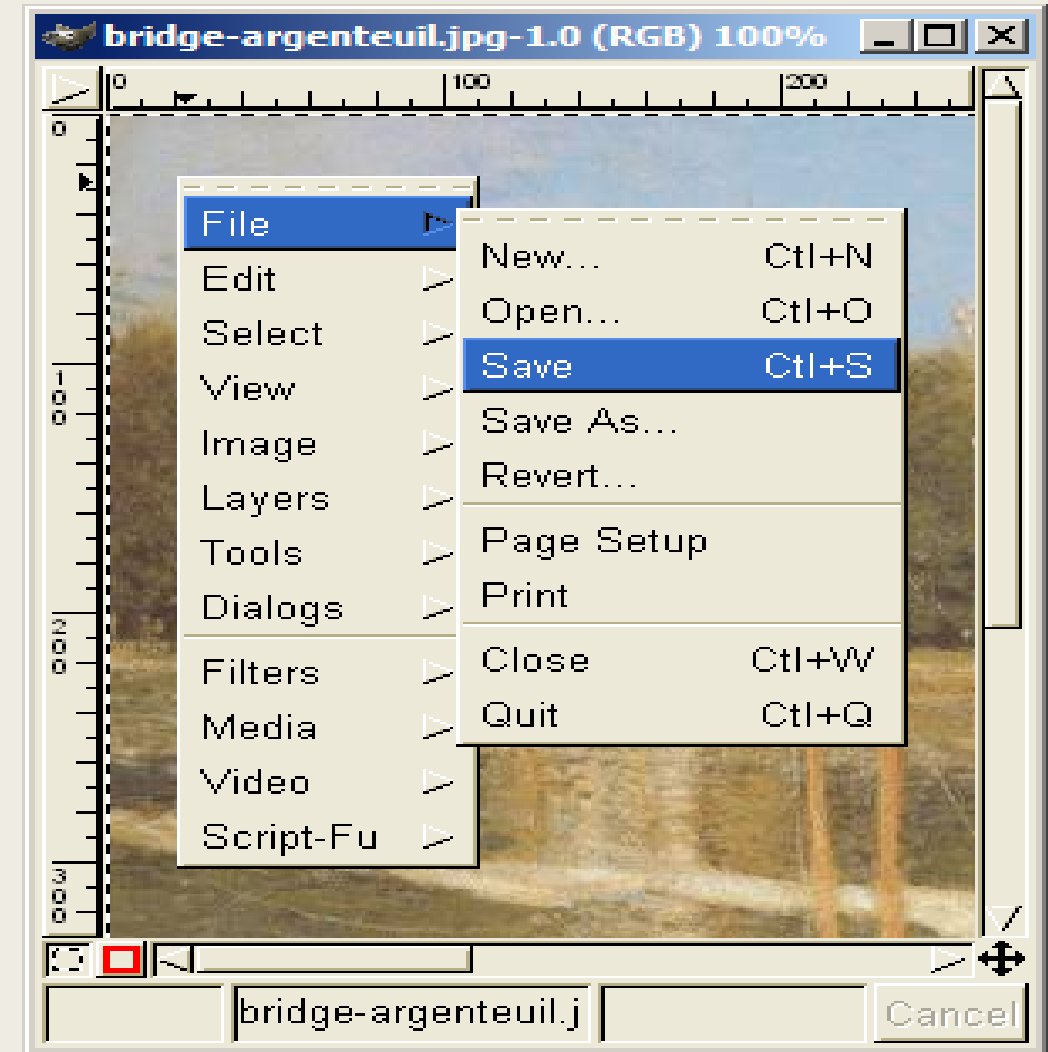 bridge-argenteuil.jpg-1.0 (RGB) 100%
0 100 200
0
100
200
300
File
Edit
Select
View
Image
Layers
Tools
Dialogs
Filters
Media
Video
Script-Fu
New... Ctl+N
Open... Ctl+O
Save Ctl+S
Save As...
Revert...
Page Setup
Print
Close Ctl+W
Quit Ctl+Q
bridge-argenteuil.j
Cancel